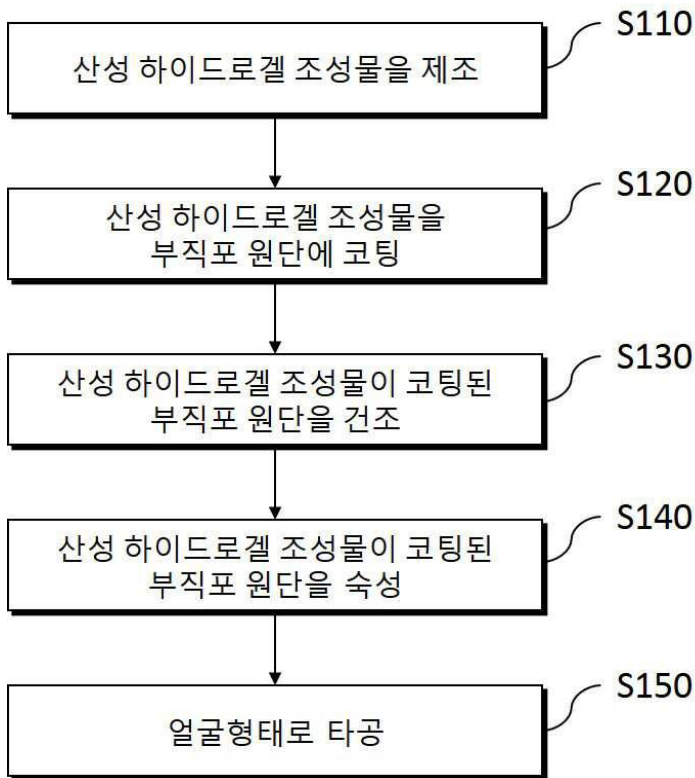 S110
산성 하이드로겔 조성물을 제조
S120
산성 하이드로겔 조성물을
부직포 원단에 코팅
S130
산성 하이드로겔 조성물이 코팅된
부직포 원단을 건조
S140
산성 하이드로겔 조성물이 코팅된
부직포 원단을 숙성
S150
얼굴형태로 타공